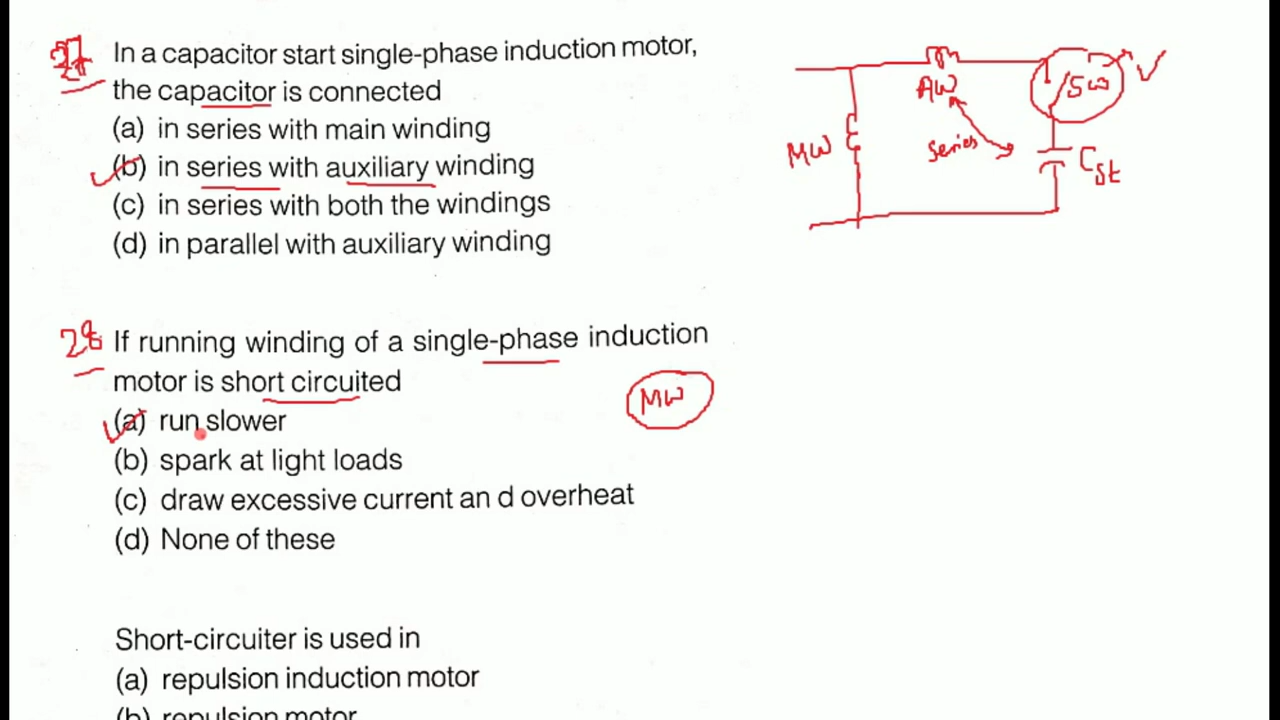 27
In a capacitor start single-phase induction motor,
the capacitor is connected
(a) in series with main winding
(b) in series with auxiliary winding
(c) in series with both the windings
(d) in parallel with auxiliary winding
AW
SW
MW
Series
Cst
28 If running winding of a single-phase induction
motor is short circuited
MW
(a) run slower
(b) spark at light loads
(c) draw excessive current an d overheat
(d) None of these
Short-circuiter is used in
(a) repulsion induction motor
(b) repulsion motor